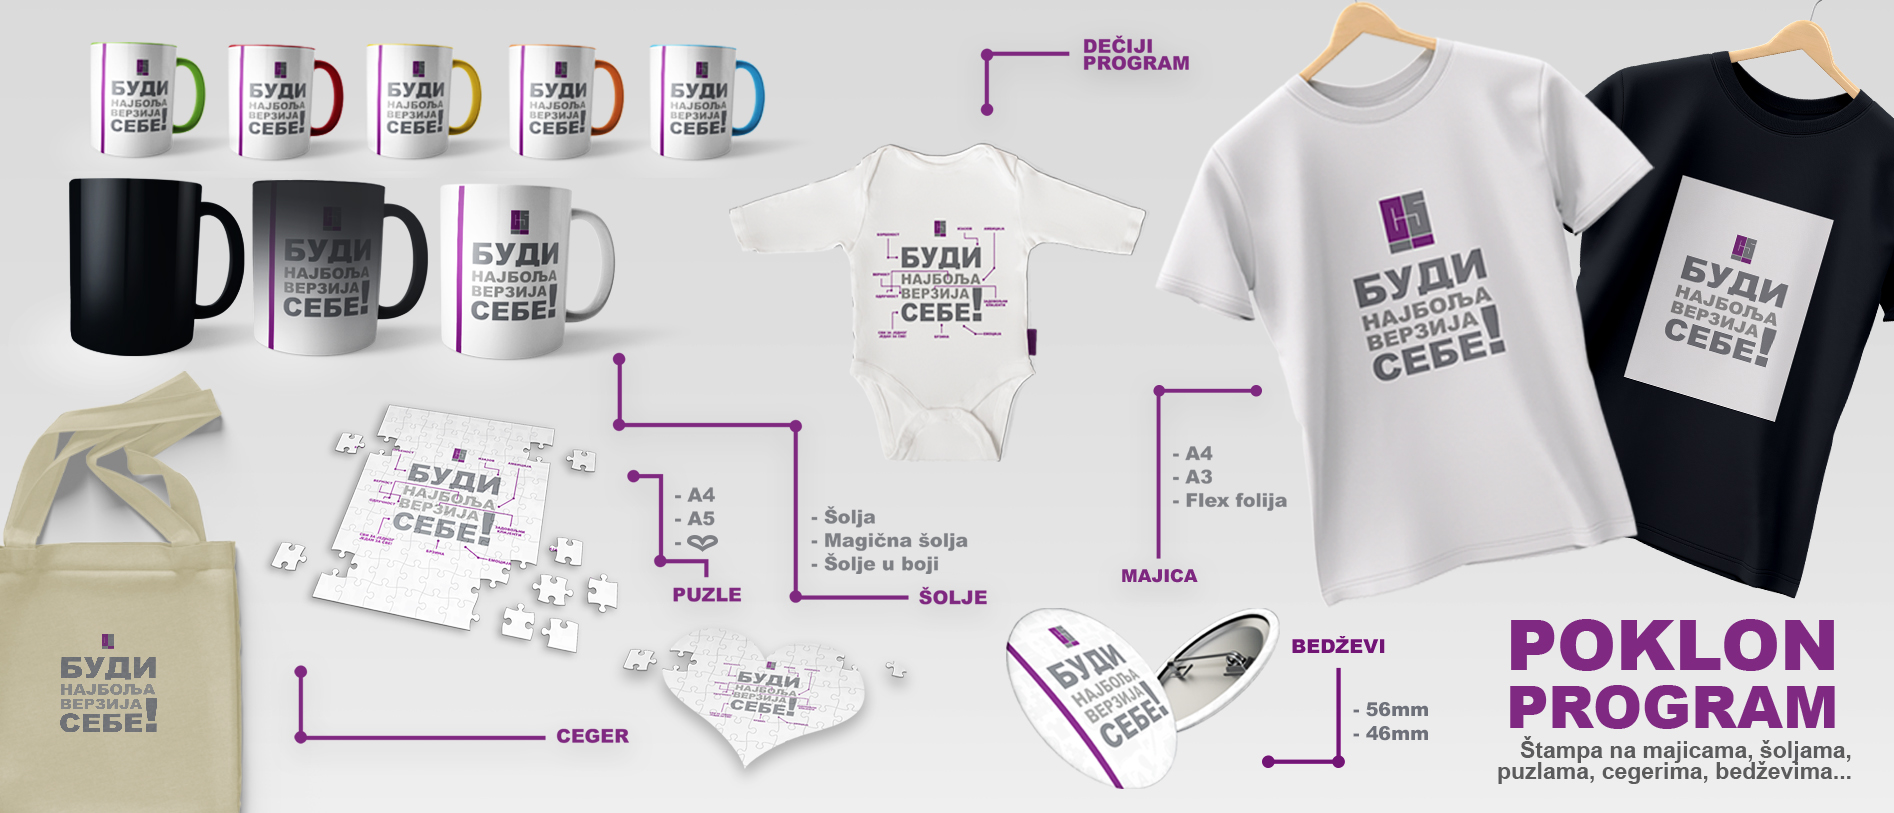 БУДИ
НАЈБОЉА
ВЕРЗИЈА
СЕБЕ!
БУДИ
НАЈБОЉА
ВЕРЗИЈА
СЕБЕ!
БУДИ
НАЈБОЉА
ВЕРЗИЈА
СЕБЕ!
БУДИ
НАЈБОЉА
ВЕРЗИЈА
СЕБЕ!
БУДИ
НАЈБОЉА
ВЕРЗИЈА
СЕБЕ!
БУДИ
НАЈБОЉА
ВЕРЗИЈА
СЕБЕ!
БУДИ
НАЈБОЉА
ВЕРЗИЈА
СЕБЕ!
DEČIJI
PROGRAM
БУДИ
НАЈБОЉА
ВЕРЗИЈА
СЕБЕ!
БУДИ
НАЈБОЉА
ВЕРЗИЈА
СЕБЕ!
БУДИ
НАЈБОЉА
ВЕРЗИЈА
СЕБЕ!
- A4
- A3
- Flex folija
MAJICA
БУДИ
НАЈБОЉА
ВЕРЗИЈА
СЕБЕ!
- A4
- A5
-
PUZLE
- Šolja
- Magična šolja
- Šolje u boji
ŠOLJE
БУДИ
НАЈБОЉА
ВЕРЗИЈА
СЕБЕ!
CEGER
БУДИ
НАЈБОЉА
ВЕРЗИЈА
СЕБЕ!
БУДИ
НАЈБОЉА
ВЕРЗИЈА
СЕБЕ!
BEDŽEVI
- 56mm
- 46mm
POKLON
PROGRAM
Štampa na majicama, šoljama,
puzlama, cegerima, bedževima...